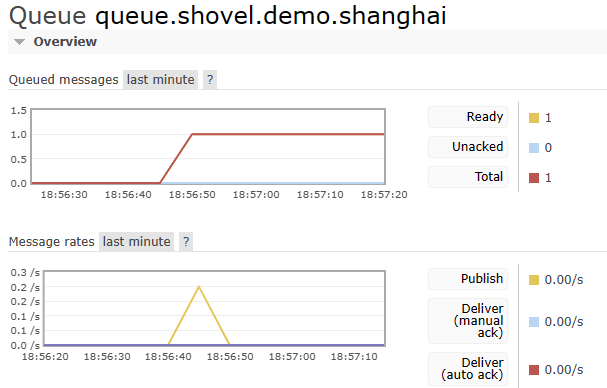 Queue queue.shovel.demo.shanghai
Overview
Queued messages last minute ?
1.5
1.0
0.5
0.0
18:56:30 18:56:40 18:56:50 18:57:00 18:57:10 18:57:20
Ready 1
Unacked 0
Total 1
Message rates last minute ?
0.3 /s
0.2 /s
0.2 /s
0.1 /s
0.1 /s
0.0 /s
18:56:20 18:56:30 18:56:40 18:56:50 18:57:00 18:57:10
Publish 0.00/s
Deliver
(manual 0.00/s
ack)
Deliver
(auto ack) 0.00/s